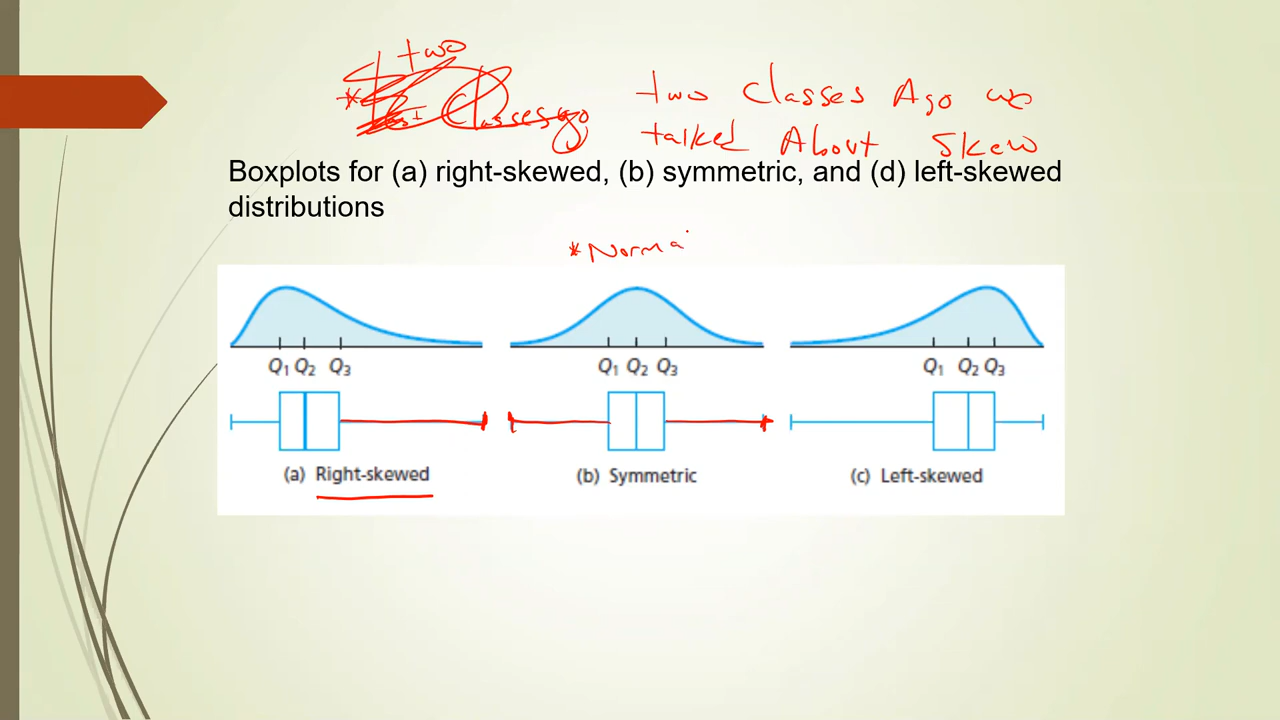 two
* Classes ago
two Classes Ago we
talked About Skew
Boxplots for (a) right-skewed, (b) symmetric, and (d) left-skewed
distributions
*Norma
Q1 Q2 Q3
Q1 Q2 Q3
Q1 Q2 Q3
(a) Right-skewed
(b) Symmetric
(c) Left-skewed